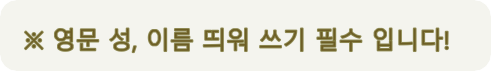 ※ 영문 성, 이름 띄워 쓰기 필수 입니다!